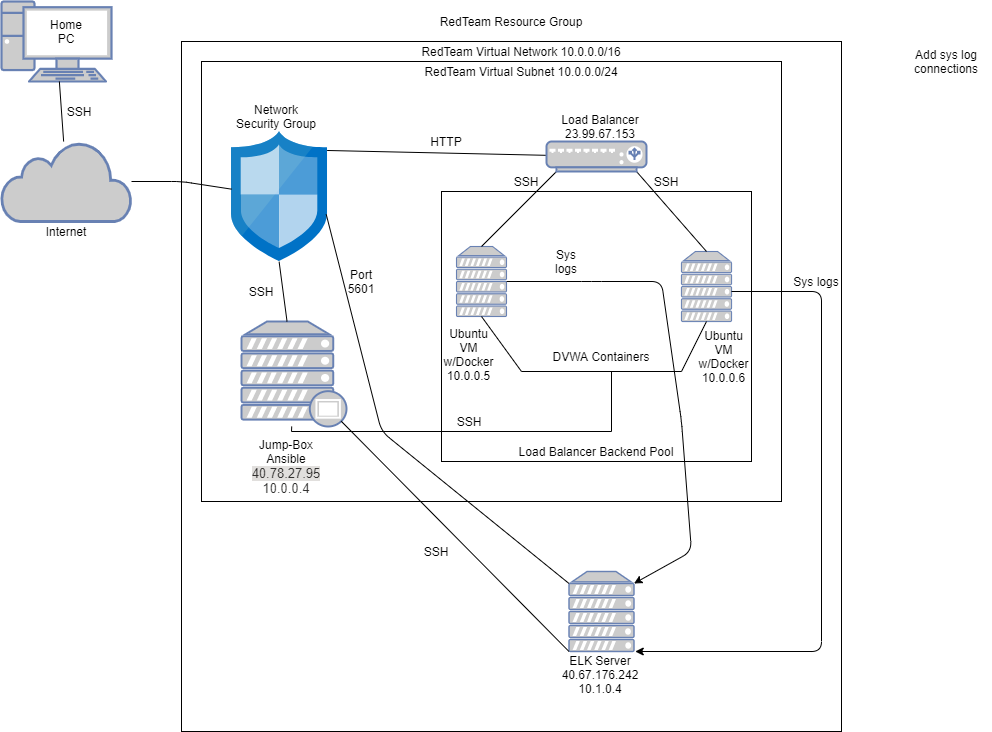 Home
PC
RedTeam Resource Group
RedTeam Virtual Network 10.0.0.0/16
Add sys log
connections
RedTeam Virtual Subnet 10.0.0.0/24
SSH
Network
Security Group
Load Balancer
23.99.67.153
HTTP
SSH
SSH
Internet
Sys
logs
Port
5601
SSH
Sys logs
Ubuntu
VM
w/Docker
10.0.0.5
DVWA Containers
Ubuntu
VM
w/Docker
10.0.0.6
SSH
Jump-Box
Ansible
40.78.27.95
10.0.0.4
Load Balancer Backend Pool
SSH
ELK Server
40.67.176.242
10.1.0.4